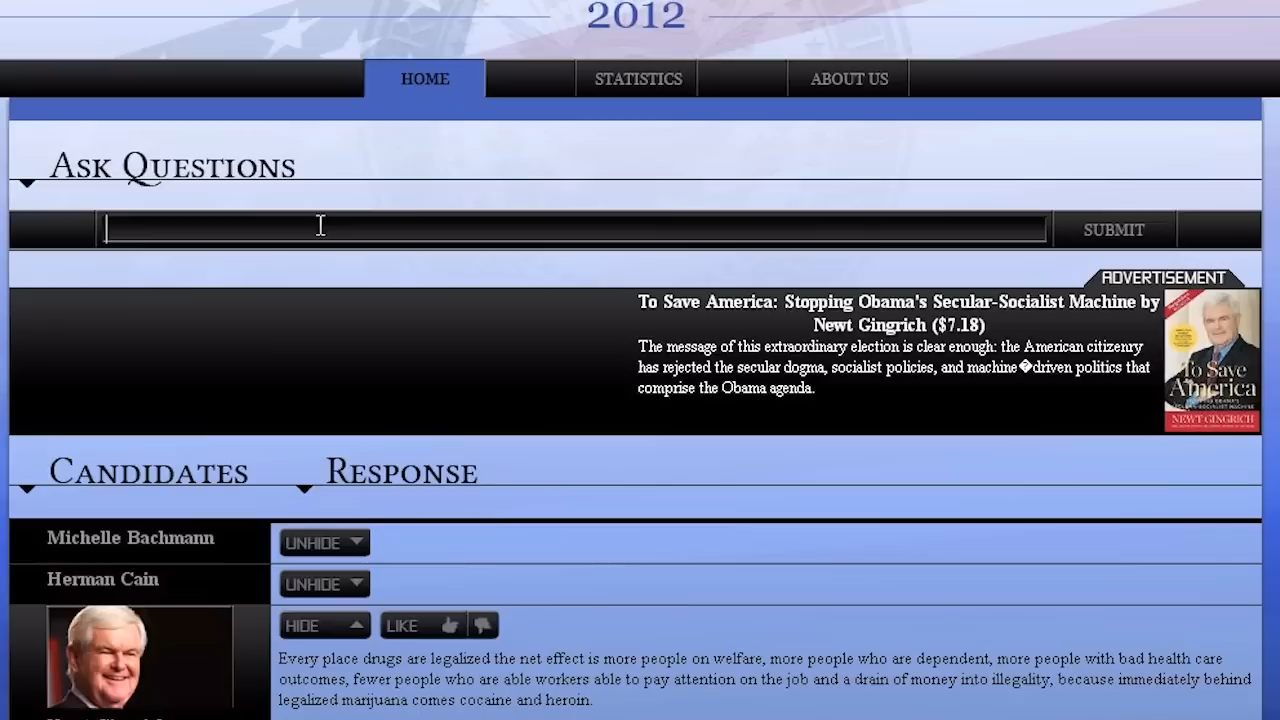 2012
HOME STATISTICS ABOUT US
Ask Questions
SUBMIT
ADVERTISEMENT
To Save America: Stopping Obama's Secular-Socialist Machine by
Newt Gingrich ($7.18)
The message of this extraordinary election is clear enough: the American citizenry
has rejected the secular dogma, socialist policies, and machine�driven politics that
comprise the Obama agenda.
To Save
America
NEWT GINGRICH
Candidates Response
Michelle Bachmann UNHIDE
Herman Cain UNHIDE
HIDE LIKE
Every place drugs are legalized the net effect is more people on welfare, more people who are dependent, more people with bad health care
outcomes, fewer people who are able workers able to pay attention on the job and a drain of money into illegality, because immediately behind
legalized marijuana comes cocaine and heroin.